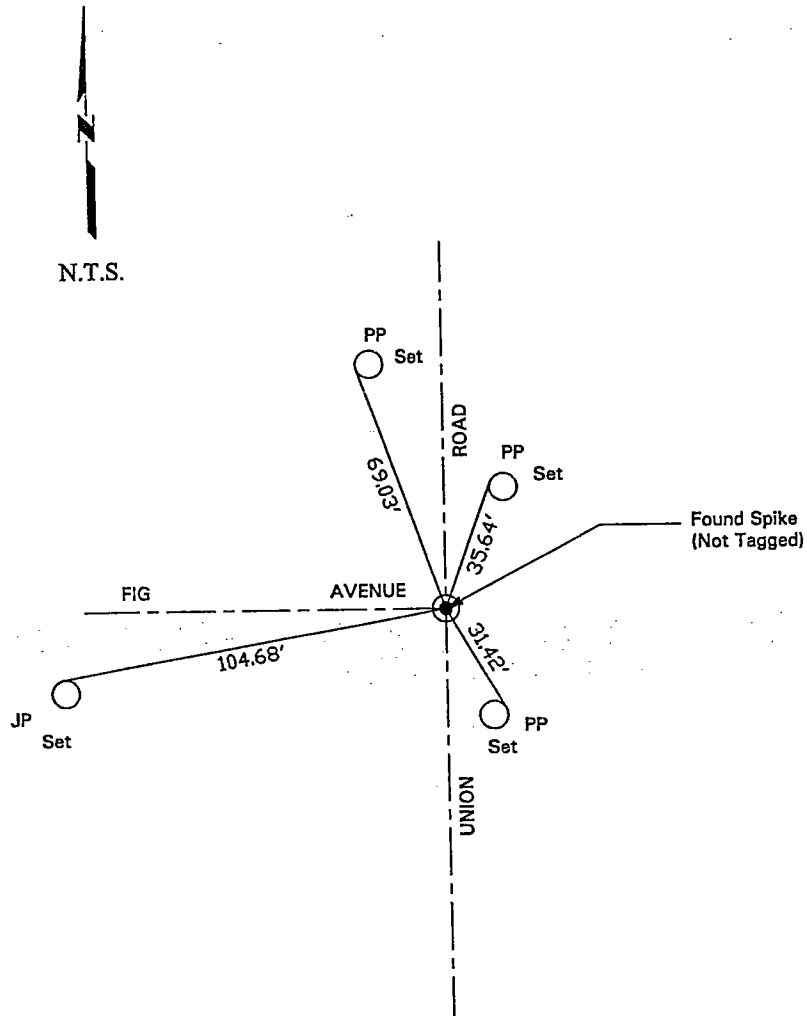 N
N.T.S.
PP
Set
ROAD
PP
Set
69.03'
35.64'
Found Spike
(Not Tagged)
FIG
AVENUE
104.68'
31.42'
JP
Set
PP
Set
UNION